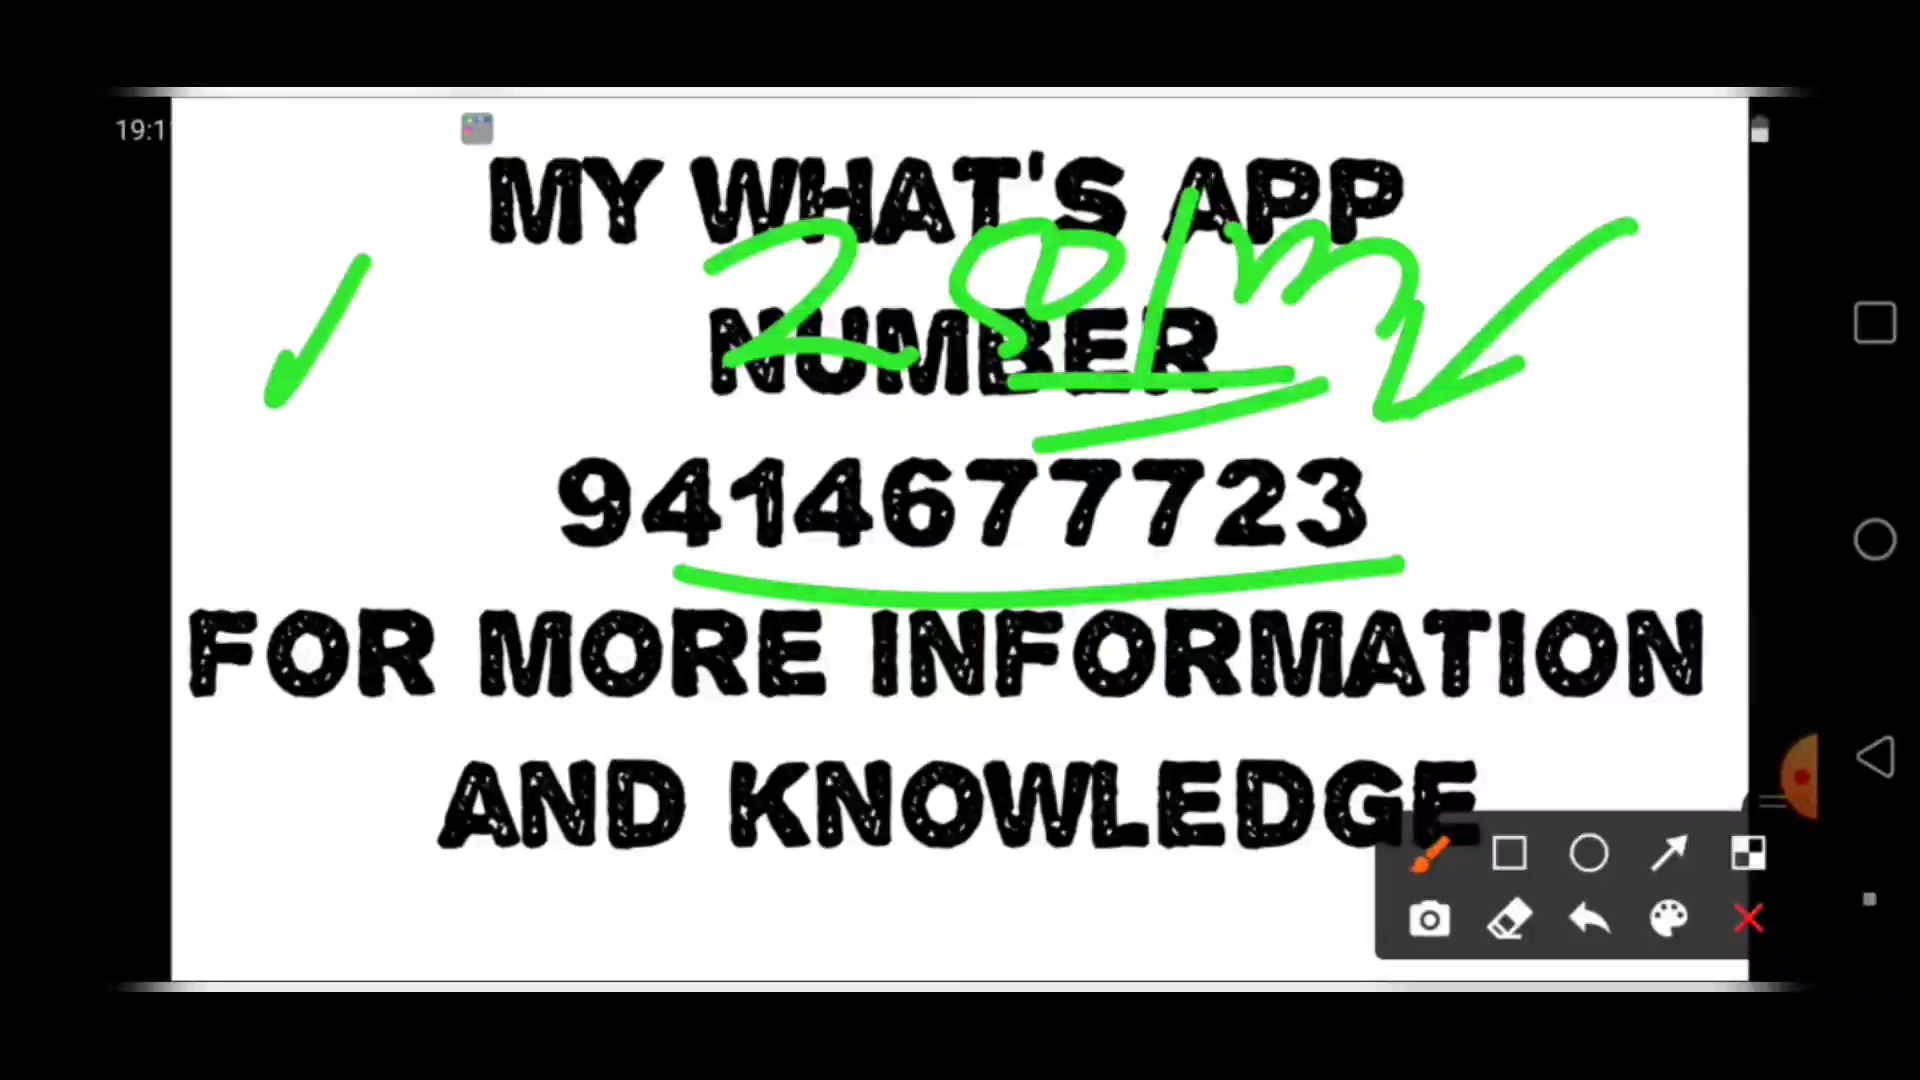 19:1
MY WHAT'S APP
NUMBER
9414677723
FOR MORE INFORMATION
AND KNOWLEDGE